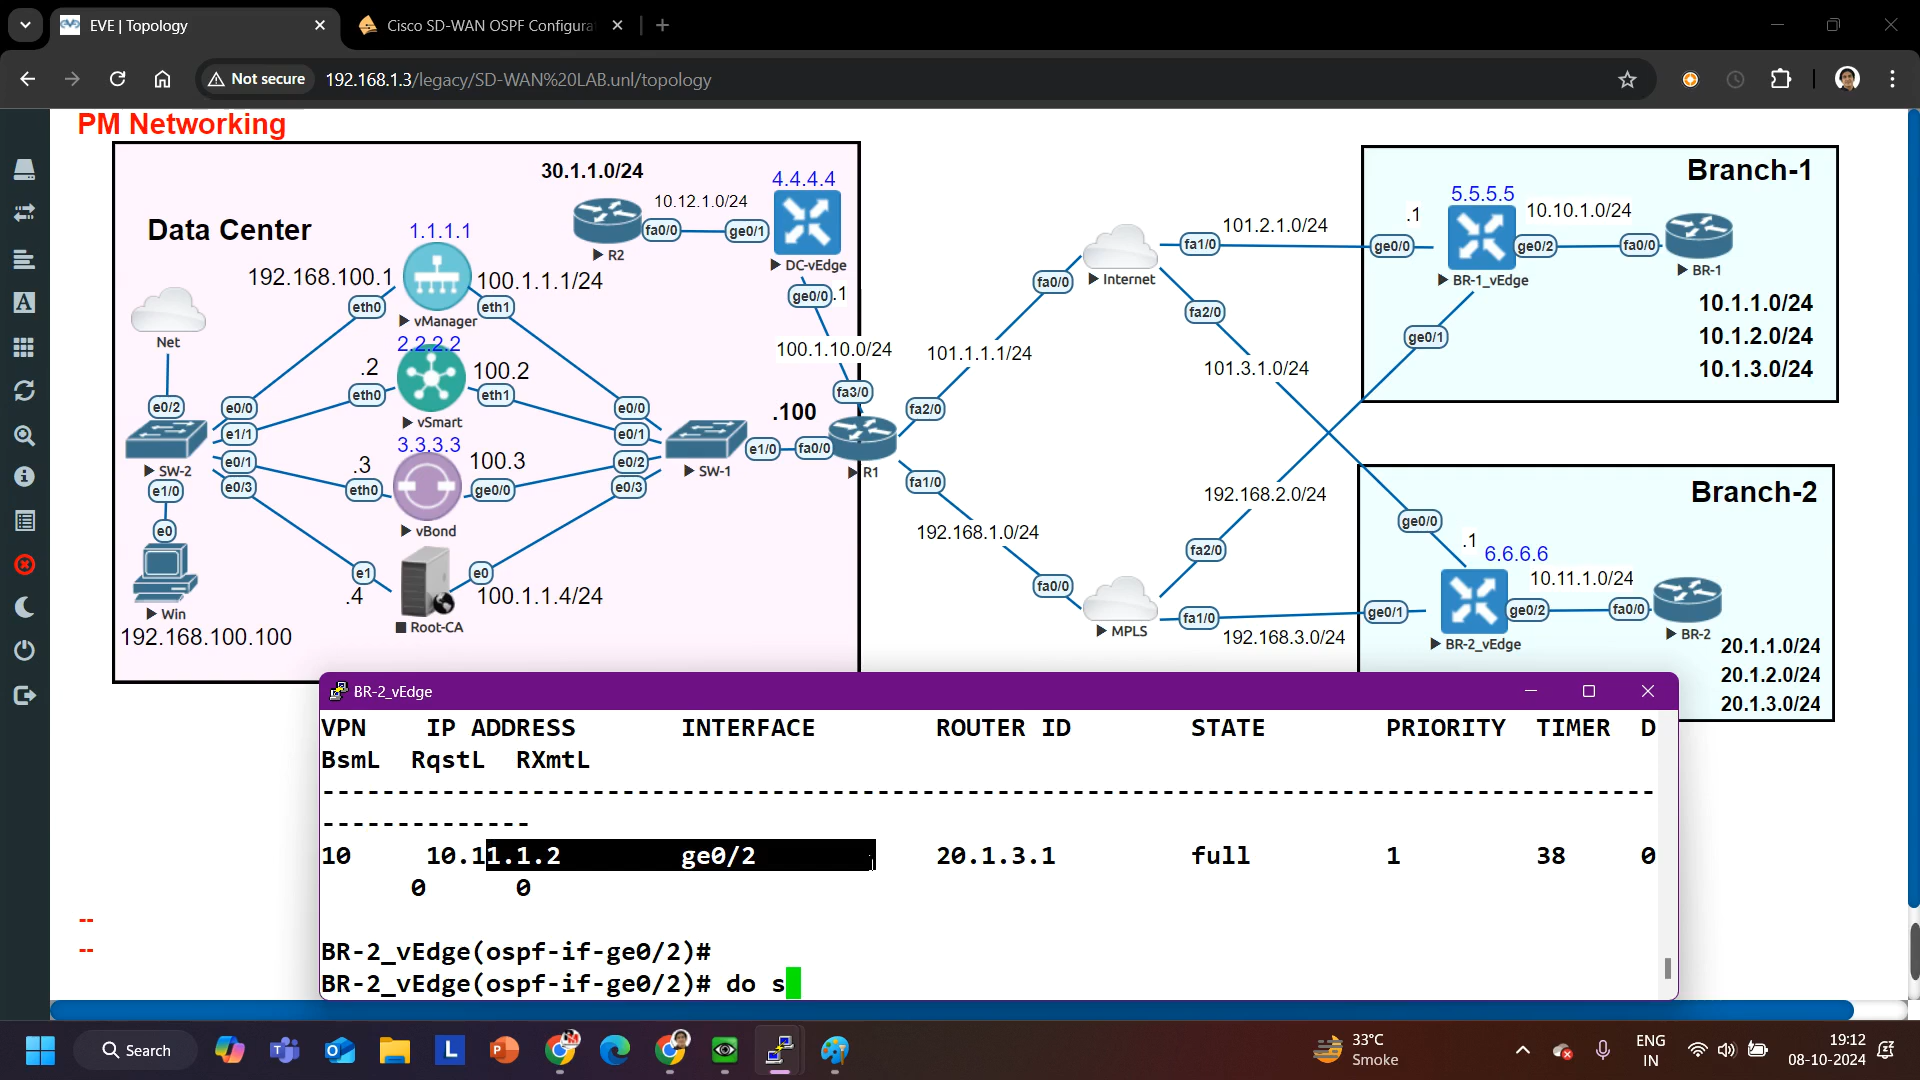 EVE | Topology
Cisco SD-WAN OSPF Configura
Not secure
192.168.1.3/legacy/SD-WAN%20LAB.unl/topology
PM Networking
Data Center
30.1.1.0/24
10.12.1.0/24
4.4.4.4
fa0/0
ge0/1
R2
DC-vEdge
ge0/0
.1
1.1.1.1
192.168.100.1
100.1.1.1/24
eth0
eth1
vManager
Net
2.2.2.2
.2
100.2
eth0
eth1
vSmart
100.1.10.0/24
fa3/0
e0/2
e0/0
e1/1
e0/1
e0/3
SW-2
e1/0
e0
3.3.3.3
.3
100.3
eth0
ge0/0
vBond
e0/0
e0/1
e0/2
e0/3
SW-1
e1/0
.100
fa0/0
R1
Win
192.168.100.100
e1
e0
.4
100.1.1.4/24
Root-CA
fa2/0
101.1.1.1/24
fa0/0
Internet
fa1/0
101.2.1.0/24
fa2/0
101.3.1.0/24
fa1/0
192.168.1.0/24
fa0/0
MPLS
fa2/0
192.168.2.0/24
fa1/0
192.168.3.0/24
Branch-1
5.5.5.5
.1
ge0/0
10.10.1.0/24
ge0/2
fa0/0
BR-1_vEdge
BR-1
ge0/1
10.1.1.0/24
10.1.2.0/24
10.1.3.0/24
Branch-2
ge0/0
.1
6.6.6.6
10.11.1.0/24
ge0/1
ge0/2
fa0/0
BR-2_vEdge
BR-2
20.1.1.0/24
20.1.2.0/24
20.1.3.0/24
--
--
BR-2_vEdge
VPN IP ADDRESS INTERFACE ROUTER ID STATE PRIORITY TIMER D
BsmL RqstL RXmtL
------------------------------------------------------------------------------------------
--------------
10 10.11.1.2 ge0/2 20.1.3.1 full 1 38 0
0 0
BR-2_vEdge(ospf-if-ge0/2)#
BR-2_vEdge(ospf-if-ge0/2)# do s
Search
33°C
Smoke
ENG
IN
19:12
08-10-2024